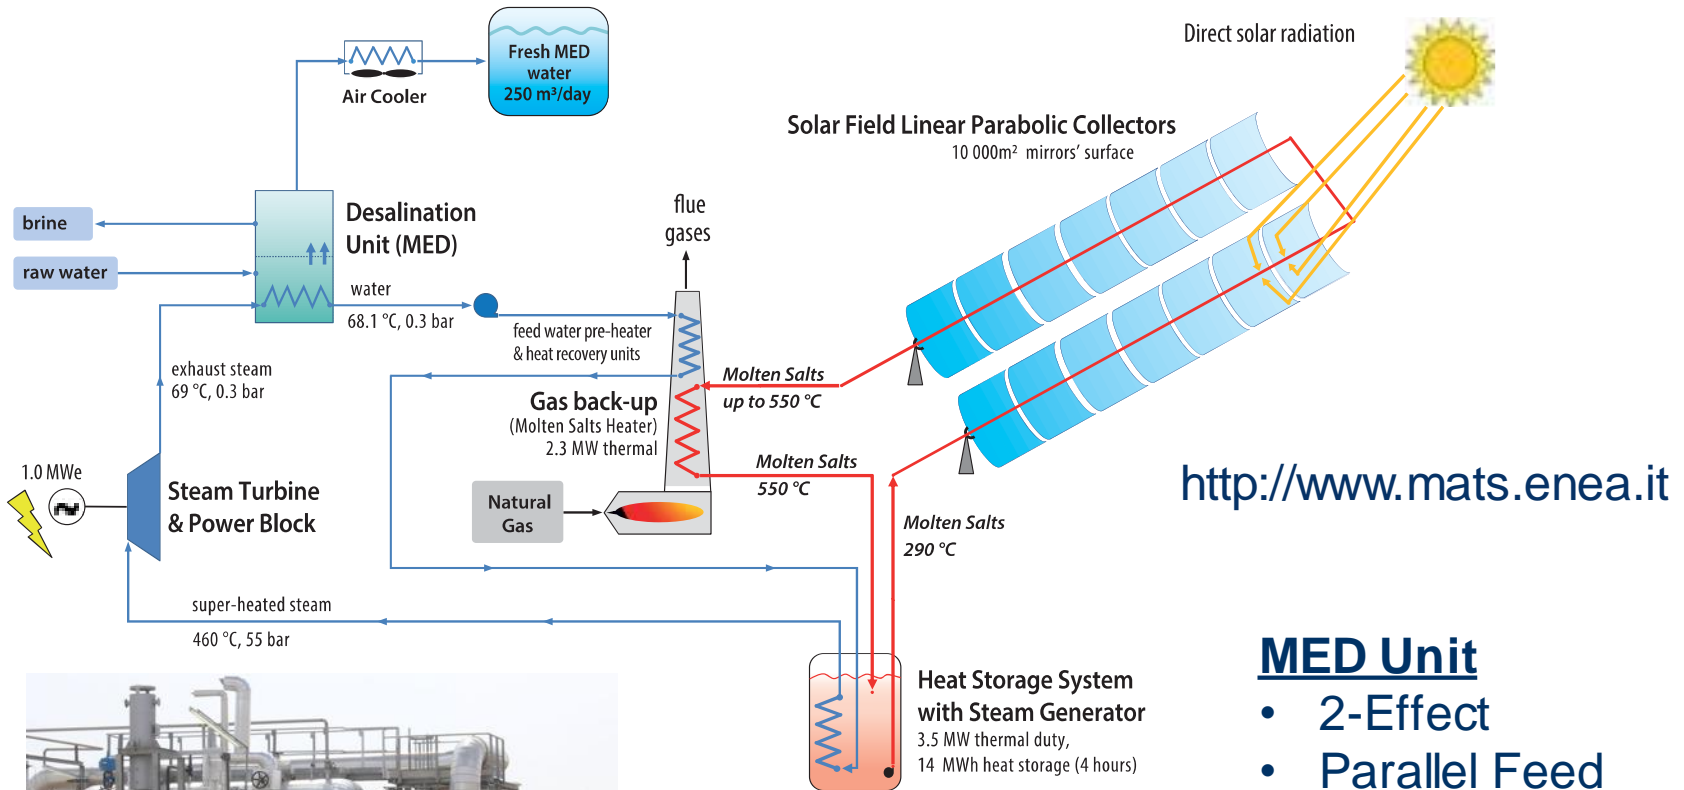 Direct solar radiation
Fresh MED
water
250 m³/day
Air Cooler
Solar Field Linear Parabolic Collectors
10 000m² mirrors' surface
brine
raw water
Desalination
Unit (MED)
flue
gases
water
68.1 °C, 0.3 bar
feed water pre-heater
& heat recovery units
exhaust steam
69 °C, 0.3 bar
Gas back-up
(Molten Salts Heater)
2.3 MW thermal
Molten Salts
up to 550 °C
Molten Salts
550 °C
1.0 MWe
Steam Turbine
& Power Block
Natural
Gas
Molten Salts
290 °C
http://www.mats.enea.it
super-heated steam
460 °C, 55 bar
Heat Storage System
with Steam Generator
3.5 MW thermal duty,
14 MWh heat storage (4 hours)
MED Unit
• 2-Effect
• Parallel Feed